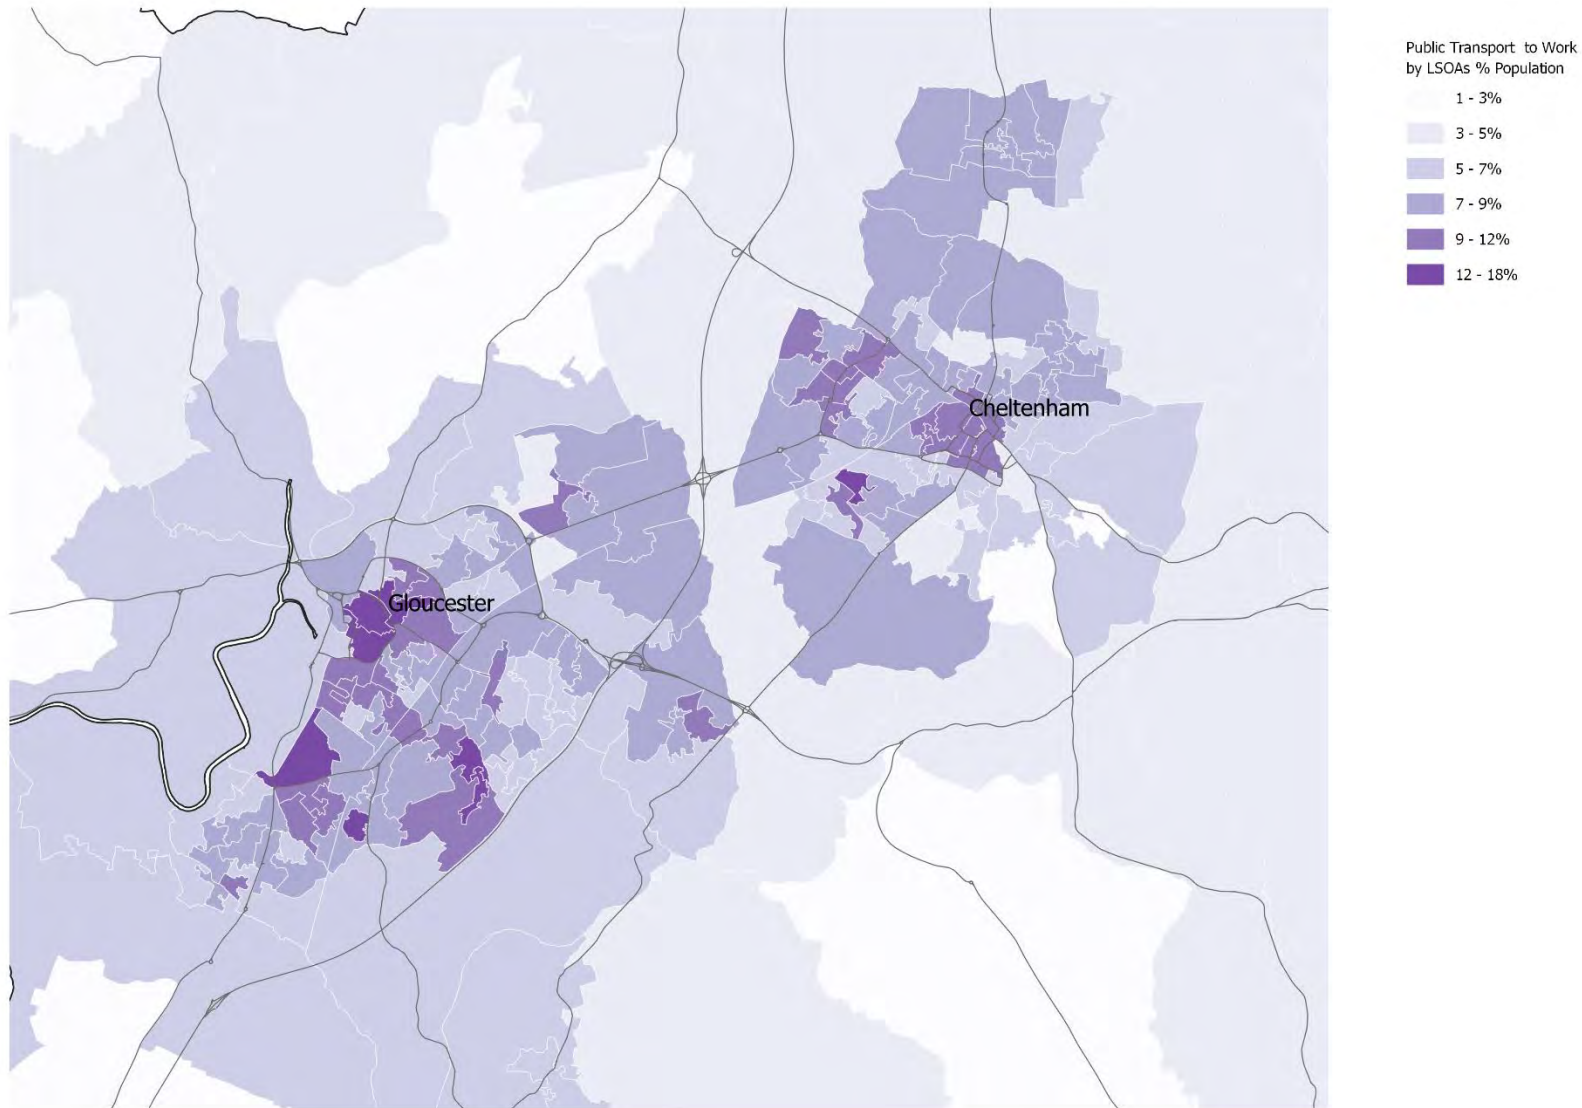 Public Transport to Work
by LSOAs % Population
1 - 3%
3 - 5%
5 - 7%
7 - 9%
9 - 12%
12 - 18%
Cheltenham
Gloucester